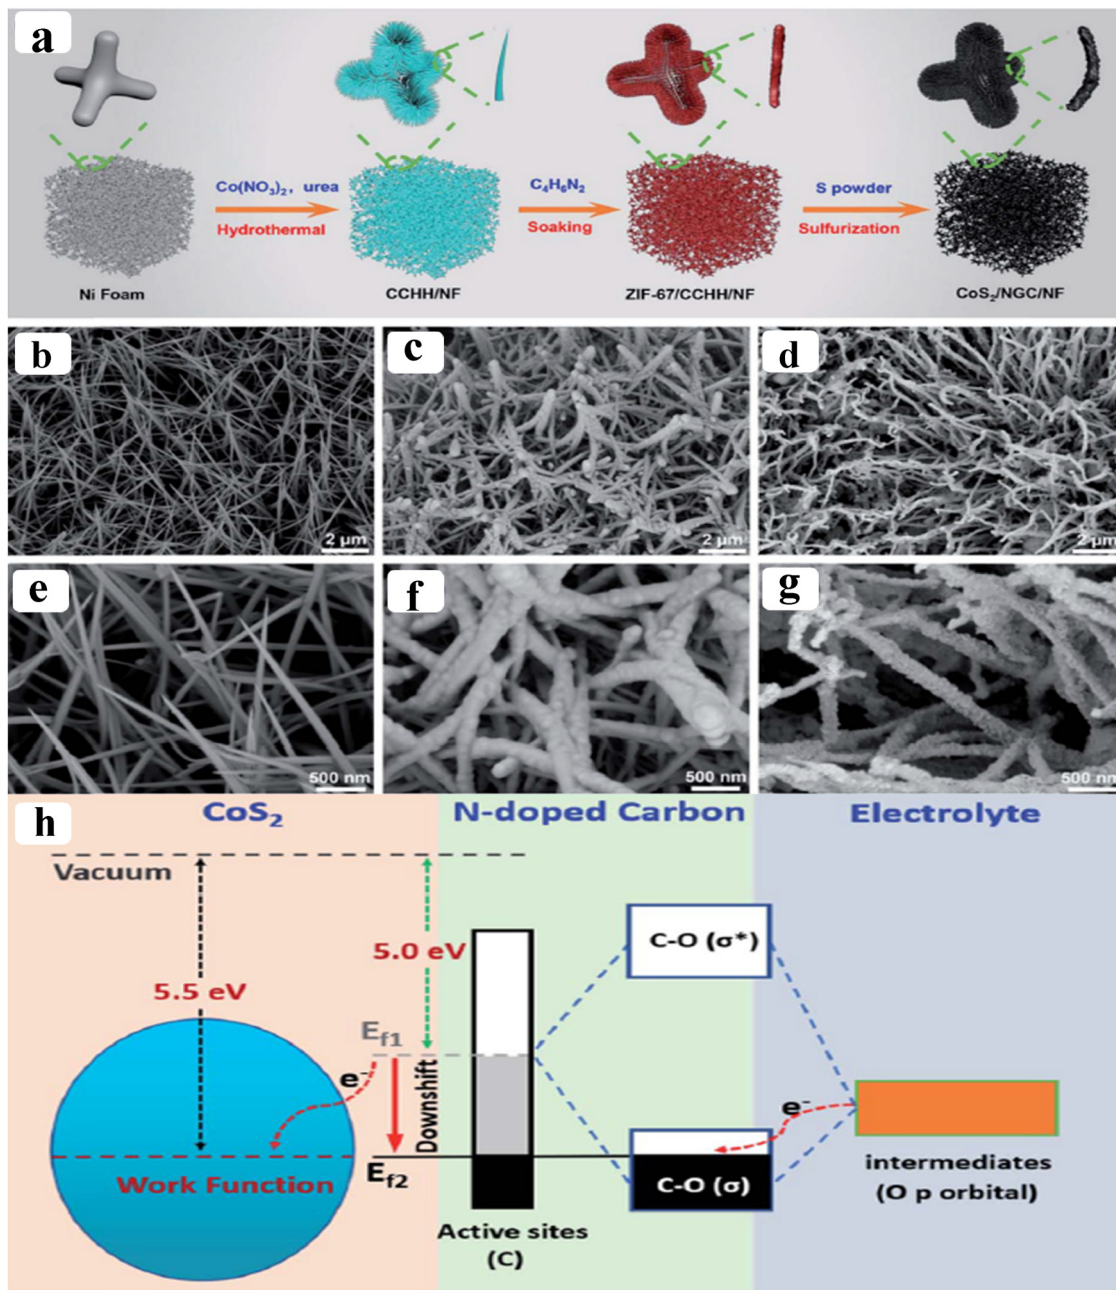 a
Co(NO₃)₂, urea
Hydrothermal
C₄H₆N₂
Soaking
S powder
Sulfurization
Ni Foam
CCHH/NF
ZIF-67/CCHH/NF
CoS₂/NGC/NF
b
2 μm
c
2 μm
d
2 μm
e
500 nm
f
500 nm
g
500 nm
h
CoS₂
N-doped Carbon
Electrolyte
Vacuum
5.0 eV
5.5 eV
C-O (σ*)
E_f1
e⁻
Downshift
e⁻
E_f2
Work Function
C-O (σ)
intermediates
(O p orbital)
Active sites
(C)